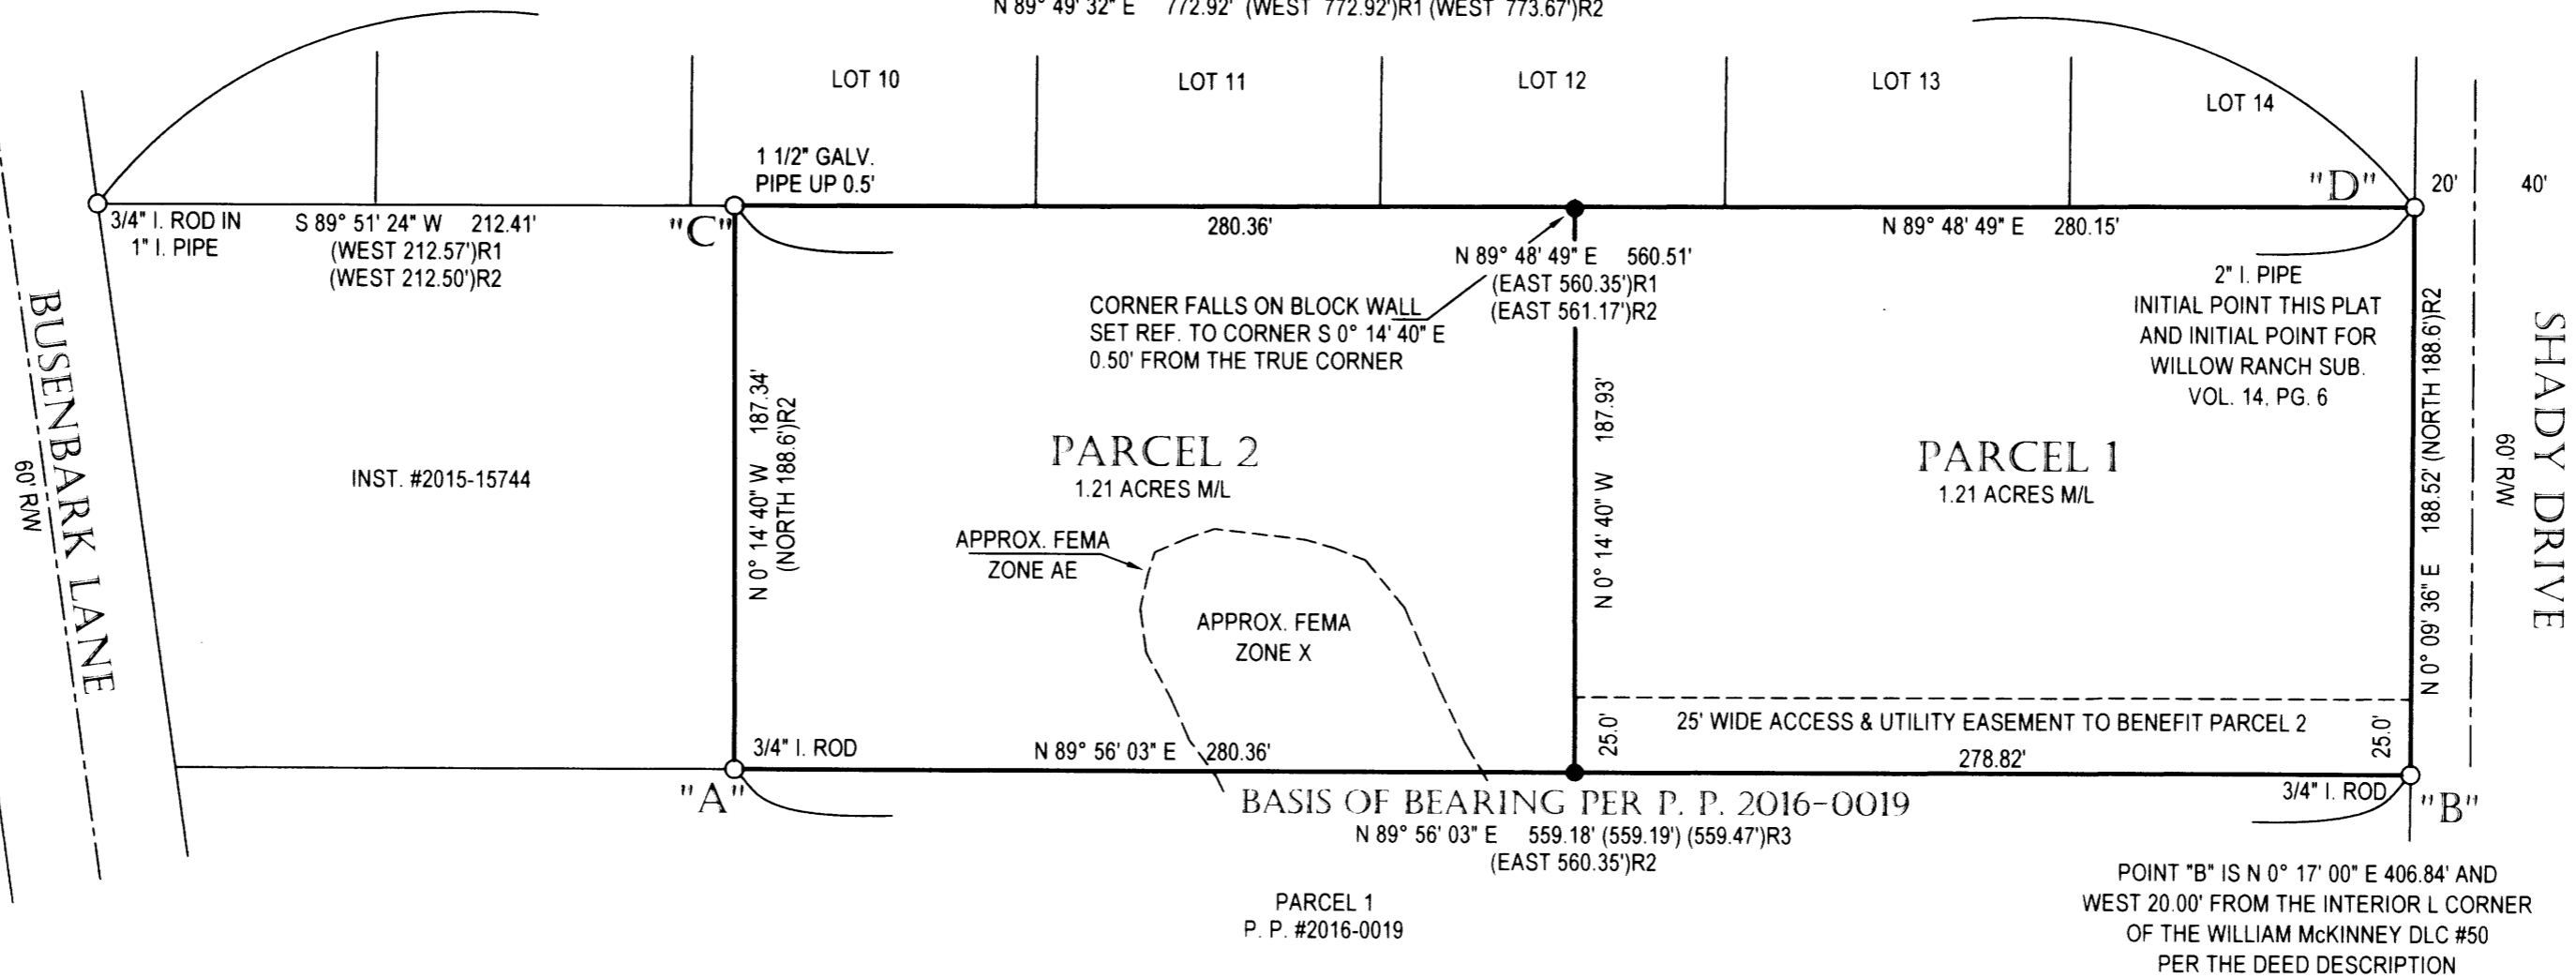 N 89° 49' 32" E 772.92' (WEST 772.92')R1 (WEST 773.67')R2
LOT 10
LOT 11
LOT 12
LOT 13
LOT 14
1 1/2" GALV.
PIPE UP 0.5'
"C"
"D"
20'
40'
3/4" I. ROD IN
1" I. PIPE
S 89° 51' 24" W 212.41'
(WEST 212.57')R1
(WEST 212.50')R2
280.36'
N 89° 48' 49" E 280.15'
N 89° 48' 49" E 560.51'
(EAST 560.35')R1
(EAST 561.17')R2
CORNER FALLS ON BLOCK WALL
SET REF. TO CORNER S 0° 14' 40" E
0.50' FROM THE TRUE CORNER
2" I. PIPE
INITIAL POINT THIS PLAT
AND INITIAL POINT FOR
WILLOW RANCH SUB.
VOL. 14, PG. 6
BUSENBARK LANE
60' R/W
INST. #2015-15744
N 0° 14' 40" W 187.34'
(NORTH 188.6')R2
PARCEL 2
1.21 ACRES M/L
N 0° 14' 40" W 187.93'
PARCEL 1
1.21 ACRES M/L
N 0° 09' 36" E 188.52' (NORTH 188.6')R2
60' R/W
SHADY DRIVE
APPROX. FEMA
ZONE AE
APPROX. FEMA
ZONE X
25.0'
25' WIDE ACCESS & UTILITY EASEMENT TO BENEFIT PARCEL 2
25.0'
278.82'
3/4" I. ROD
N 89° 56' 03" E 280.36'
3/4" I. ROD
"A"
"B"
BASIS OF BEARING PER P. P. 2016-0019
N 89° 56' 03" E 559.18' (559.19') (559.47')R3
(EAST 560.35')R2
PARCEL 1
P. P. #2016-0019
POINT "B" IS N 0° 17' 00" E 406.84' AND
WEST 20.00' FROM THE INTERIOR L CORNER
OF THE WILLIAM McKINNEY DLC #50
PER THE DEED DESCRIPTION